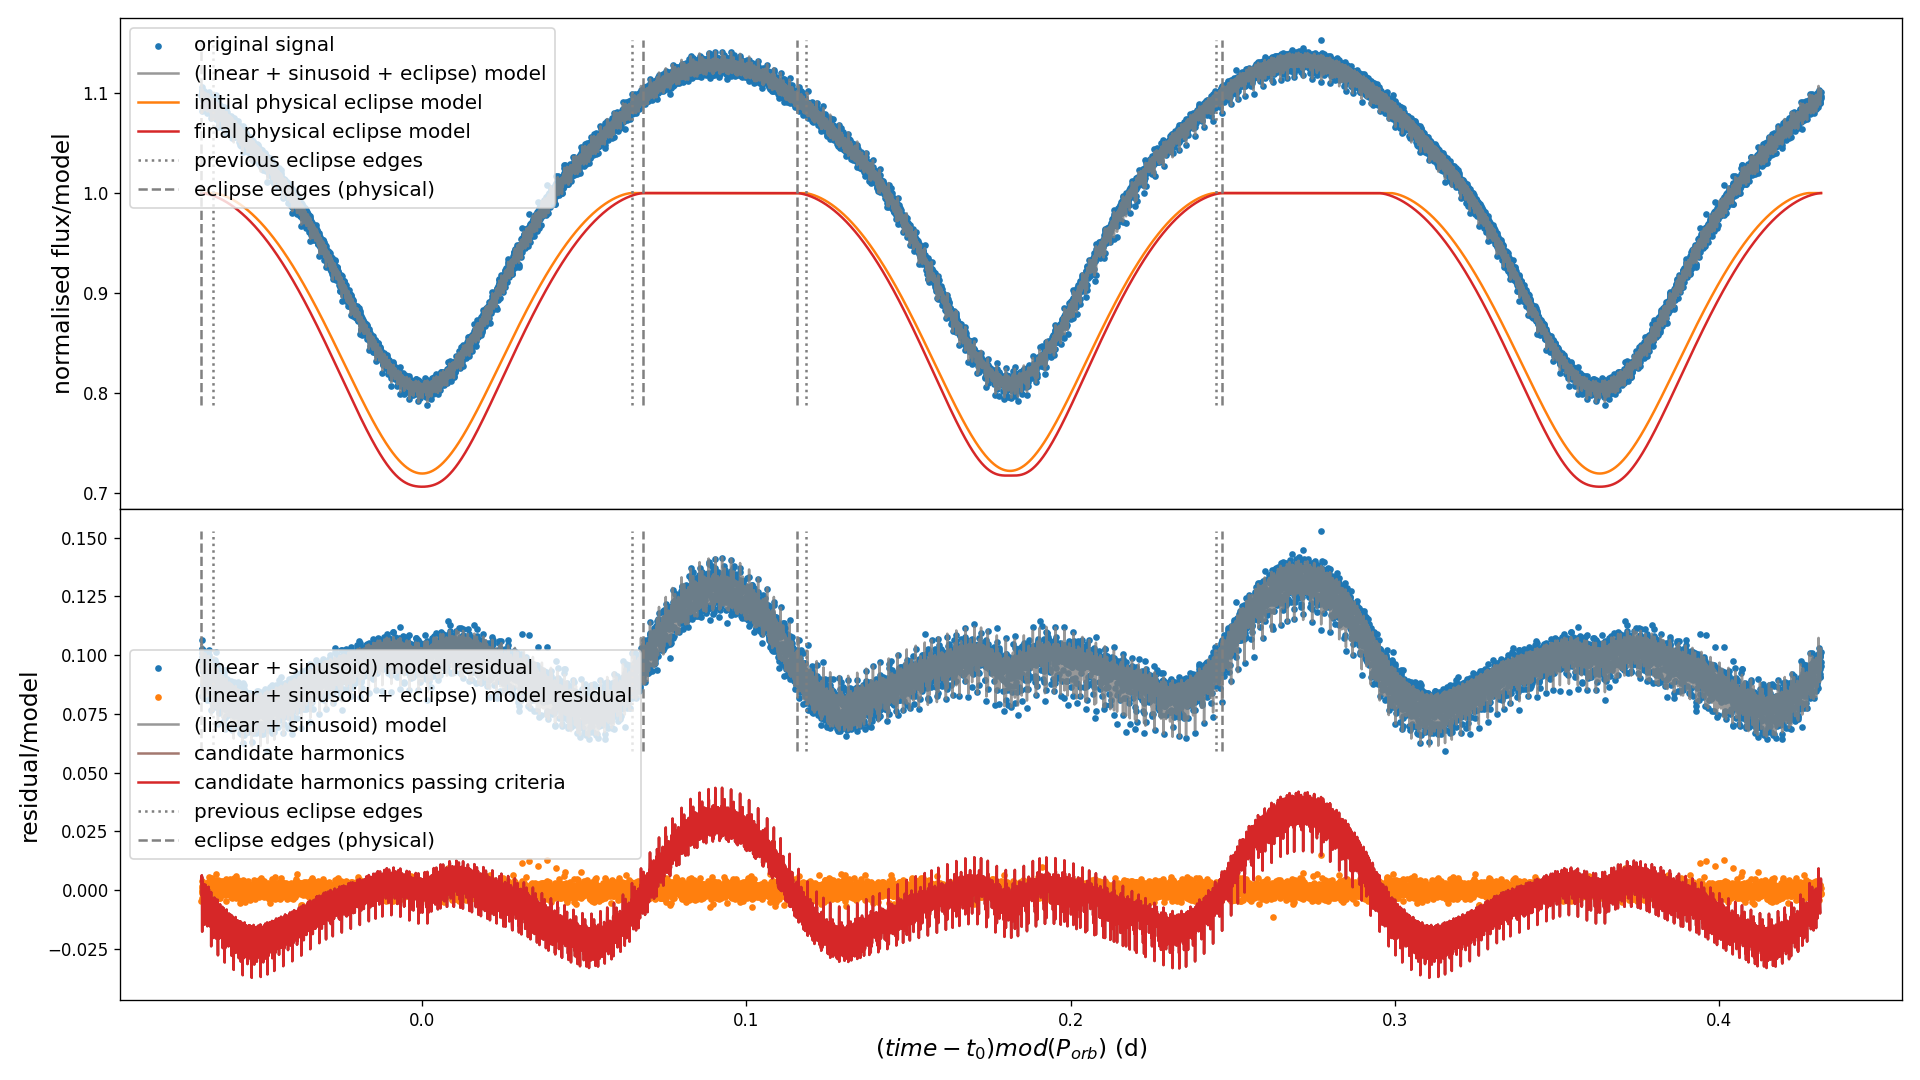 original signal
(linear + sinusoid + eclipse) model
initial physical eclipse model
final physical eclipse model
previous eclipse edges
eclipse edges (physical)
normalised flux/model
1.1
1.0
0.9
0.8
0.7
0.150
0.125
0.100
0.075
0.050
0.025
0.000
−0.025
residual/model
(linear + sinusoid) model residual
(linear + sinusoid + eclipse) model residual
(linear + sinusoid) model
candidate harmonics
candidate harmonics passing criteria
previous eclipse edges
eclipse edges (physical)
0.0 0.1 0.2 0.3 0.4
(time − t₀)mod(P_orb) (d)